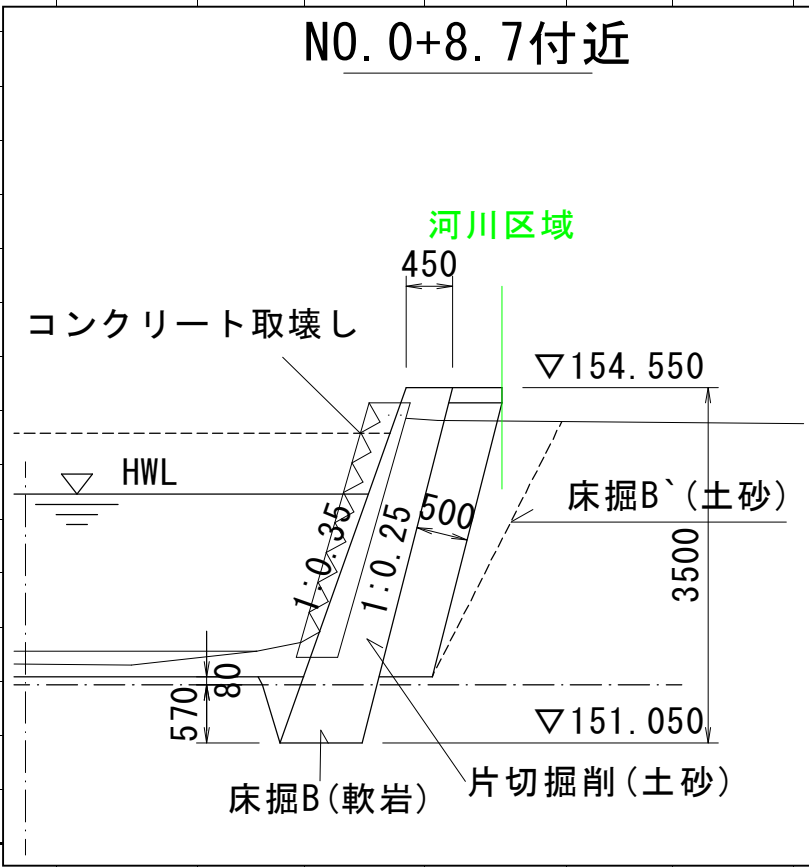 NO.0+8.7付近
河川区域
450
コンクリート取壊し
▽154.550
HWL
床掘B`(土砂)
500
1:0.35
1:0.25
3500
80
570
▽151.050
床掘B(軟岩)
片切掘削(土砂)